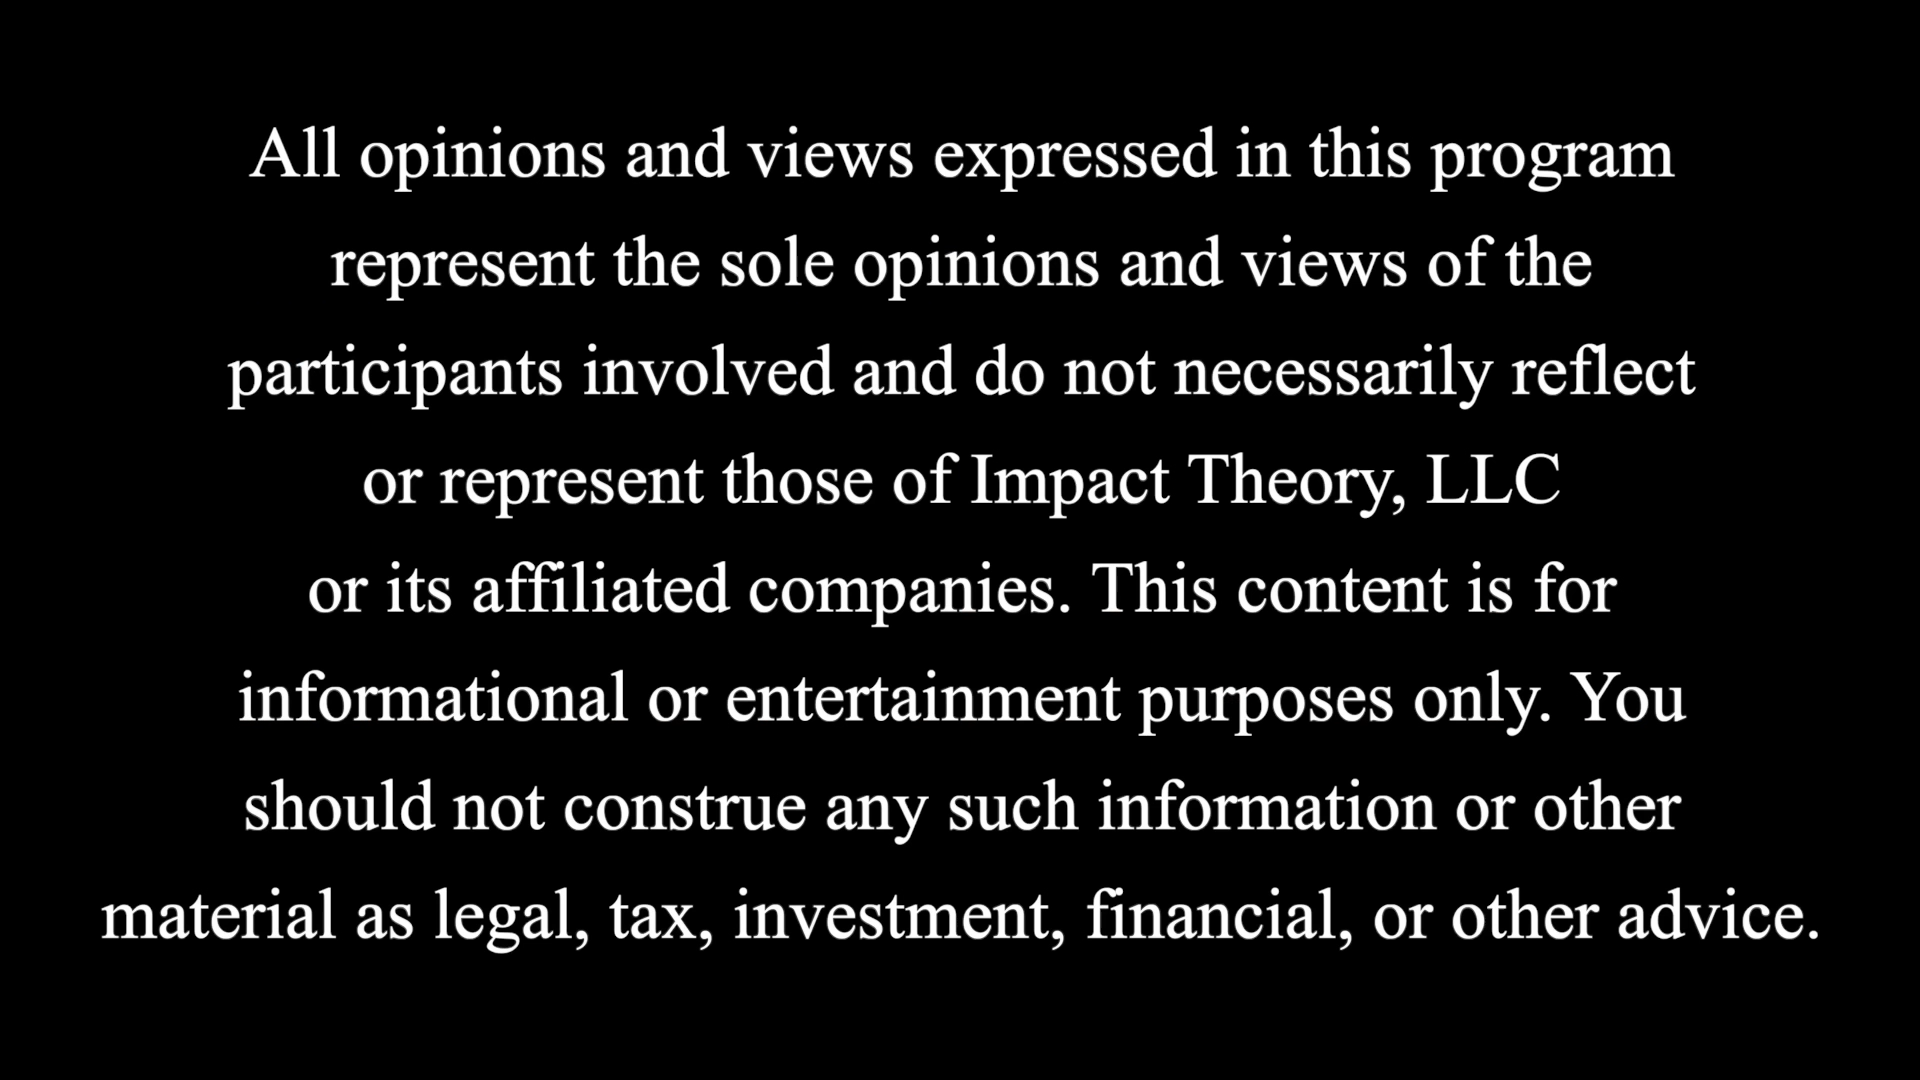 All opinions and views expressed in this program
represent the sole opinions and views of the
participants involved and do not necessarily reflect
or represent those of Impact Theory, LLC
or its affiliated companies. This content is for
informational or entertainment purposes only. You
should not construe any such information or other
material as legal, tax, investment, financial, or other advice.